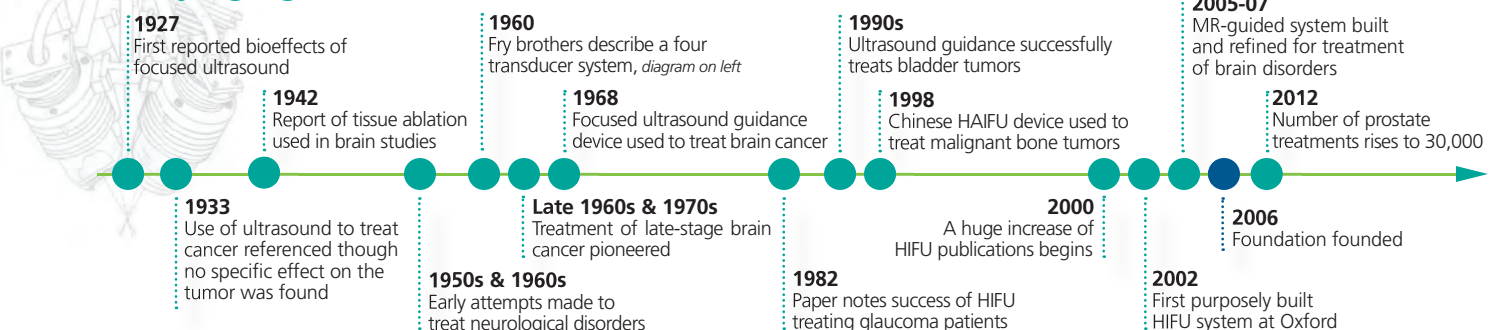 1927
First reported bioeffects of
focused ultrasound
1933
Use of ultrasound to treat
cancer referenced though
no specific effect on the
tumor was found
1942
Report of tissue ablation
used in brain studies
1950s & 1960s
Early attempts made to
treat neurological disorders
1960
Fry brothers describe a four
transducer system, diagram on left
Late 1960s & 1970s
Treatment of late-stage brain
cancer pioneered
1968
Focused ultrasound guidance
device used to treat brain cancer
1982
Paper notes success of HIFU
treating glaucoma patients
1990s
Ultrasound guidance successfully
treats bladder tumors
1998
Chinese HAIFU device used to
treat malignant bone tumors
2000
A huge increase of
HIFU publications begins
2002
First purposely built
HIFU system at Oxford
2005-07
MR-guided system built
and refined for treatment
of brain disorders
2006
Foundation founded
2012
Number of prostate
treatments rises to 30,000